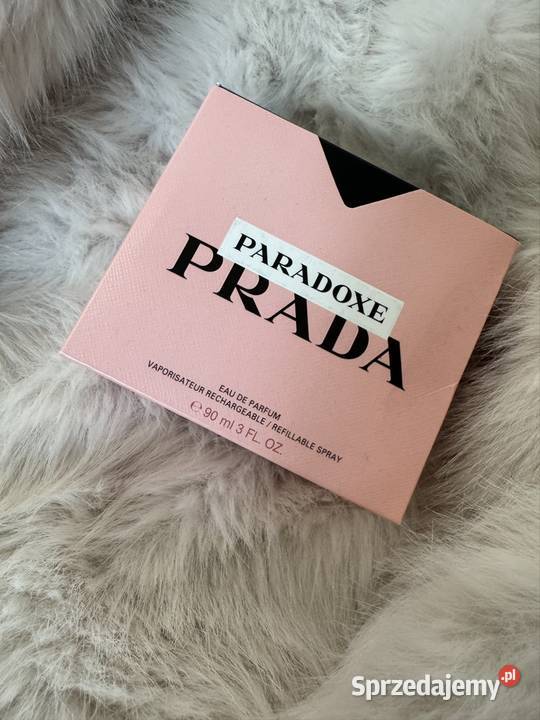 PARADOXE
PRADA
EAU DE PARFUM
VAPORISATEUR RECHARGEABLE / REFILLABLE SPRAY
℮ 90 ml 3 FL. OZ.
Sprzedajemy.pl